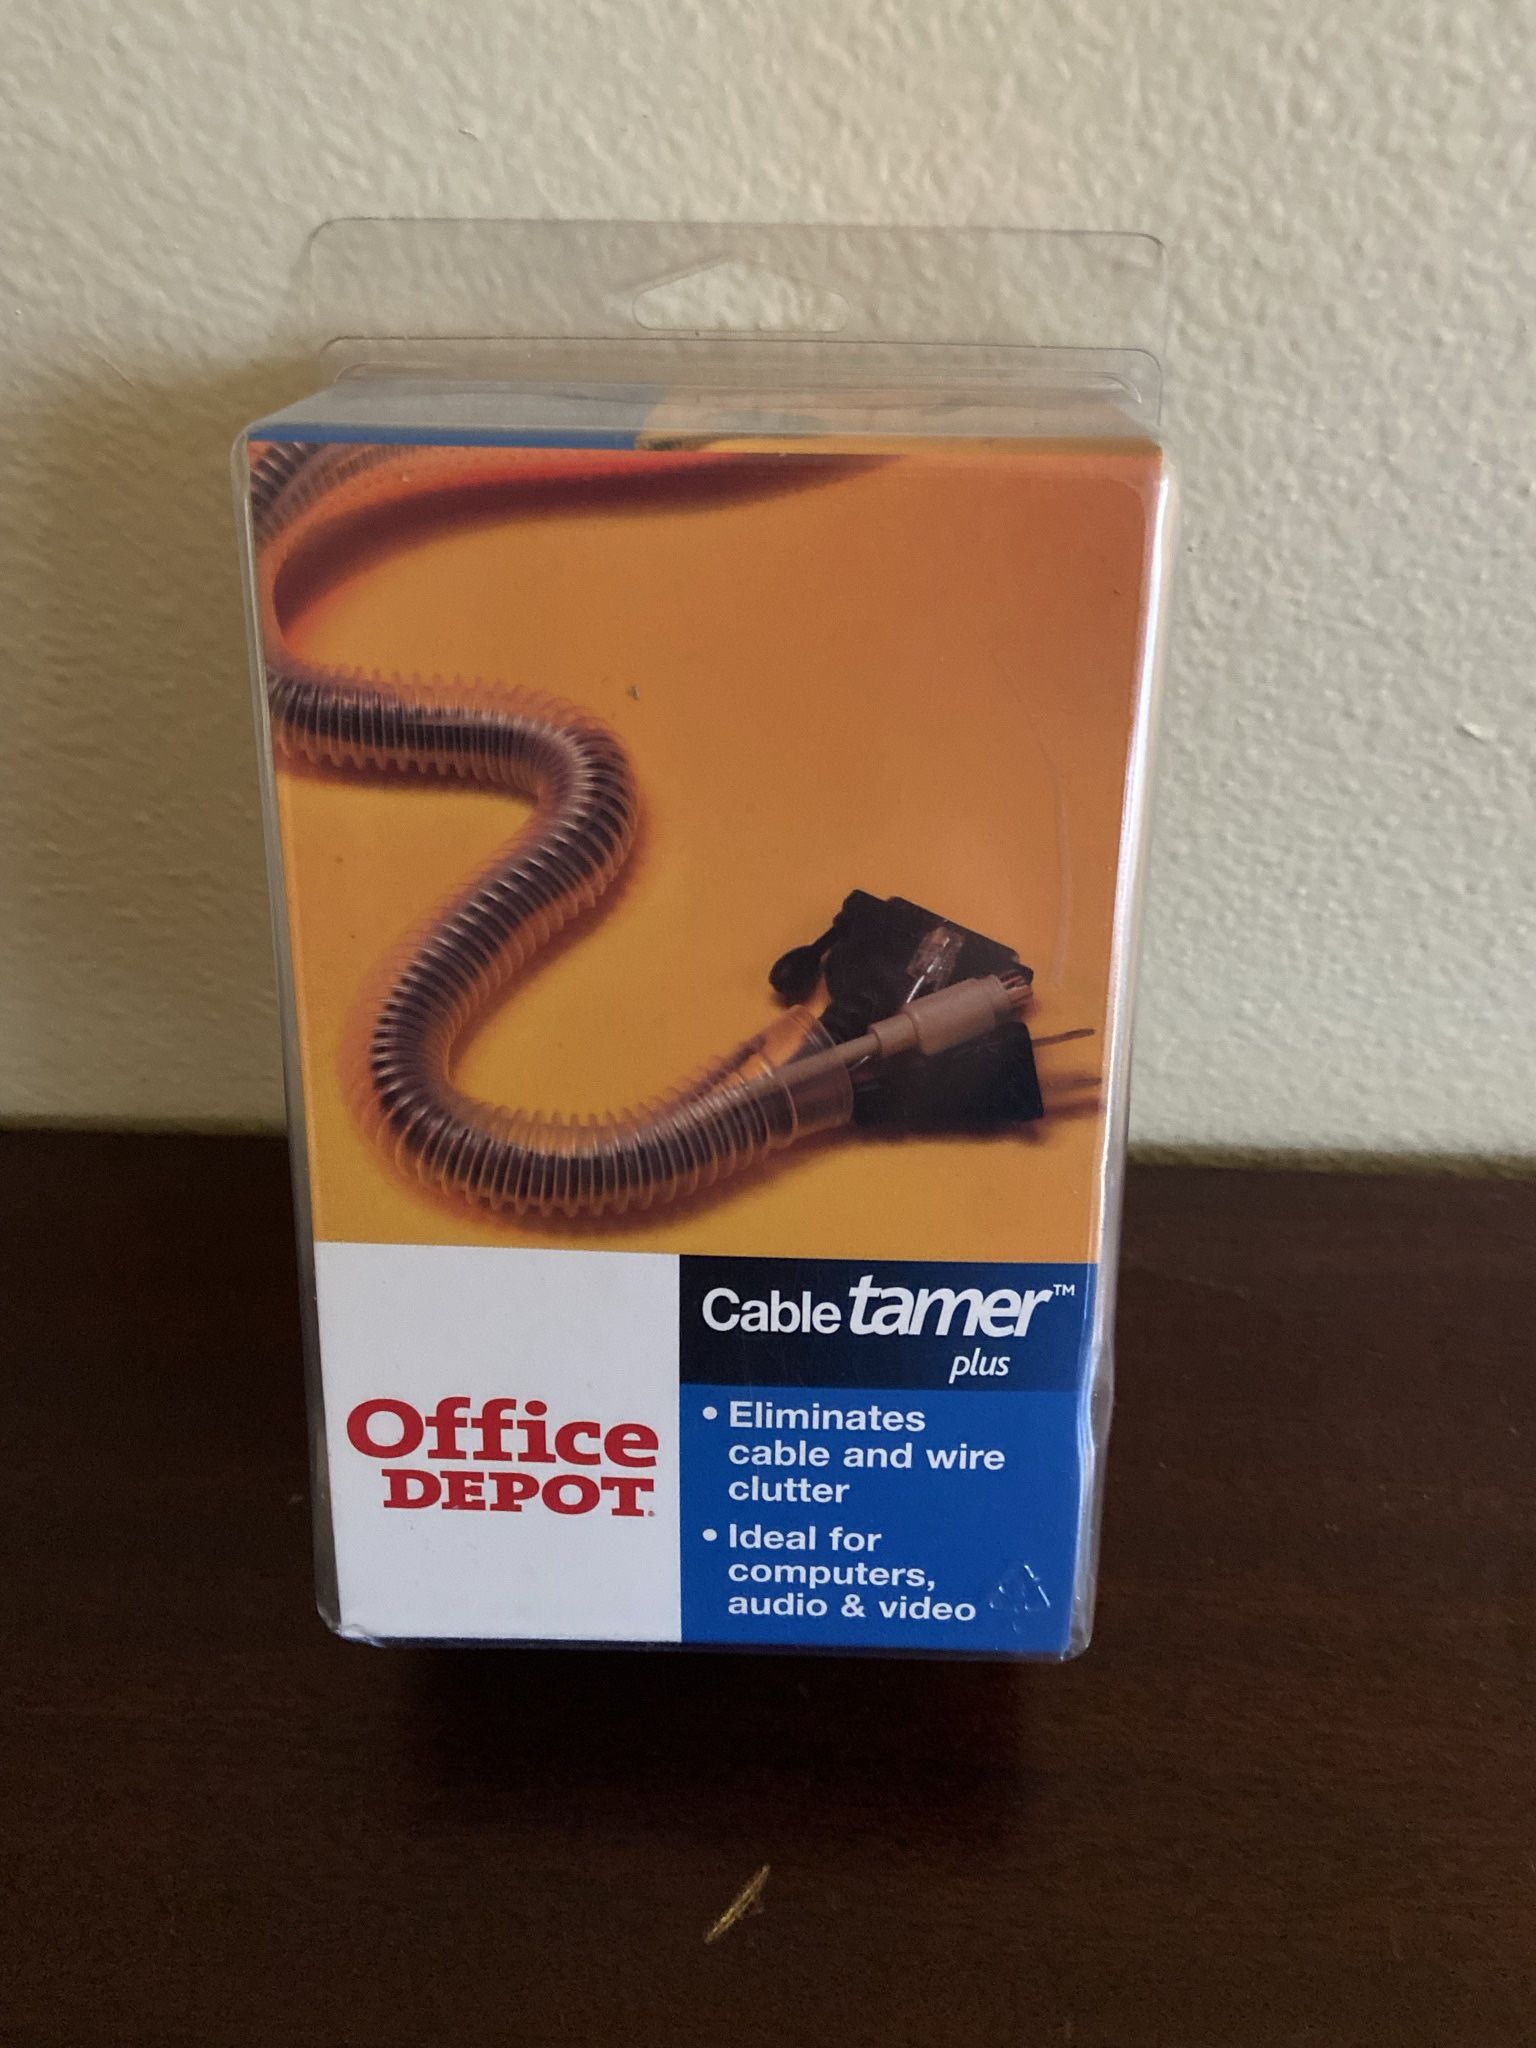 Cable tamer™
plus
Office
DEPOT.
• Eliminates
cable and wire
clutter
• Ideal for
computers,
audio & video